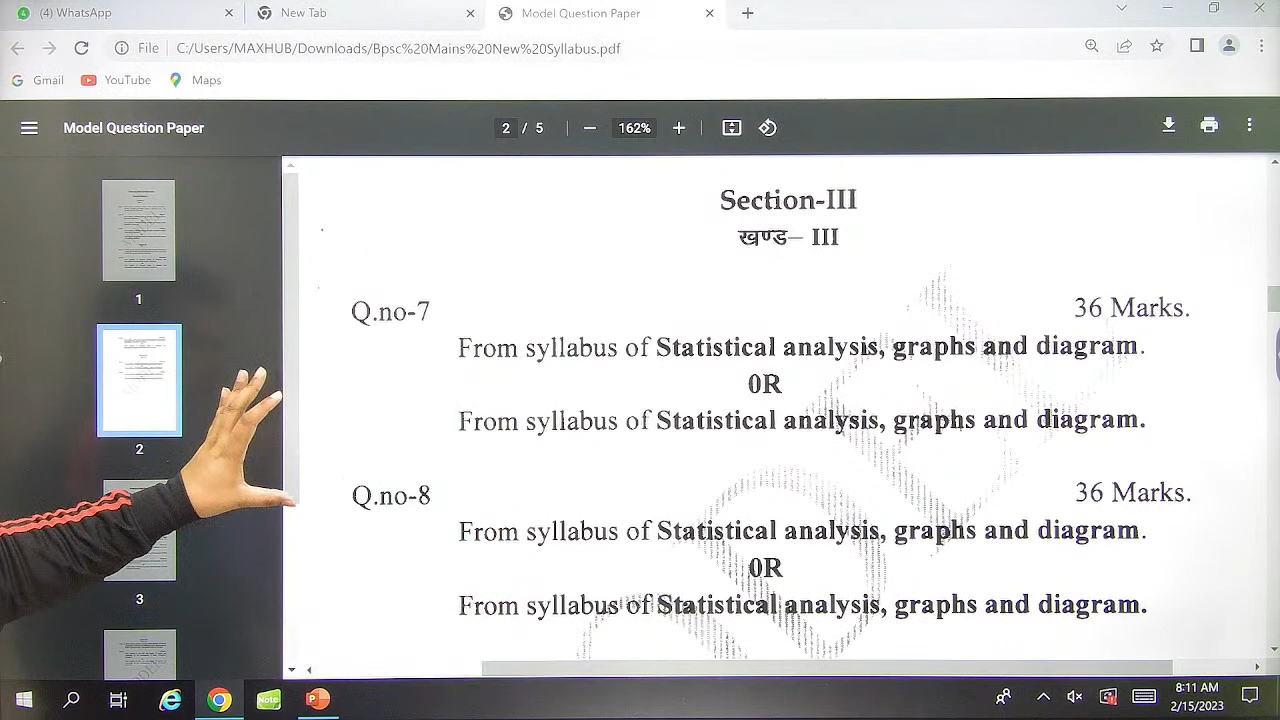 (4) WhatsApp
New Tab
Model Question Paper
File
C:/Users/MAXHUB/Downloads/Bpsc%20Mains%20New%20Syllabus.pdf
Gmail
YouTube
Maps
Model Question Paper
2 / 5
162%
Section-III
खण्ड– III
Q.no-7 36 Marks.
From syllabus of Statistical analysis, graphs and diagram.
0R
From syllabus of Statistical analysis, graphs and diagram.
Q.no-8 36 Marks.
From syllabus of Statistical analysis, graphs and diagram.
0R
From syllabus of Statistical analysis, graphs and diagram.
1
2
3
Note!
8:11 AM
2/15/2023